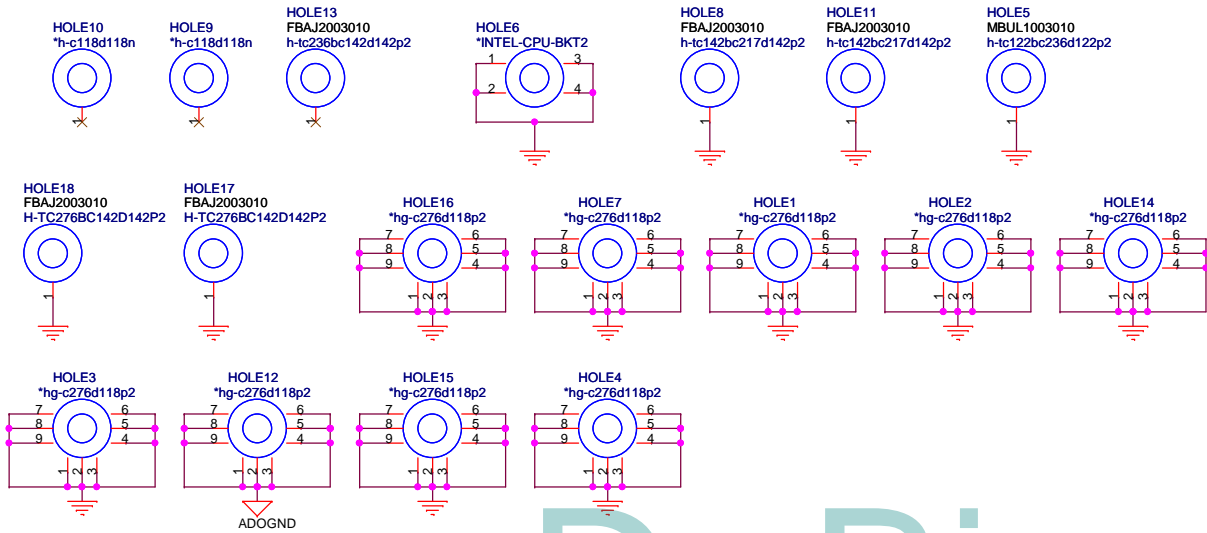 HOLE10
*h-c118d118n
1
HOLE9
*h-c118d118n
1
HOLE13
FBAJ2003010
h-tc236bc142d142p2
1
HOLE6
*INTEL-CPU-BKT2
1 3
2 4
HOLE8
FBAJ2003010
h-tc142bc217d142p2
1
HOLE11
FBAJ2003010
h-tc142bc217d142p2
1
HOLE5
MBUL1003010
h-tc122bc236d122p2
1
HOLE18
FBAJ2003010
H-TC276BC142D142P2
1
HOLE17
FBAJ2003010
H-TC276BC142D142P2
1
HOLE16
*hg-c276d118p2
7 6
8 5
9 4
1 2 3
HOLE7
*hg-c276d118p2
7 6
8 5
9 4
1 2 3
HOLE1
*hg-c276d118p2
7 6
8 5
9 4
1 2 3
HOLE2
*hg-c276d118p2
7 6
8 5
9 4
1 2 3
HOLE14
*hg-c276d118p2
7 6
8 5
9 4
1 2 3
HOLE3
*hg-c276d118p2
7 6
8 5
9 4
1 2 3
HOLE12
*hg-c276d118p2
7 6
8 5
9 4
1 2 3
ADOGND
HOLE15
*hg-c276d118p2
7 6
8 5
9 4
1 2 3
HOLE4
*hg-c276d118p2
7 6
8 5
9 4
1 2 3